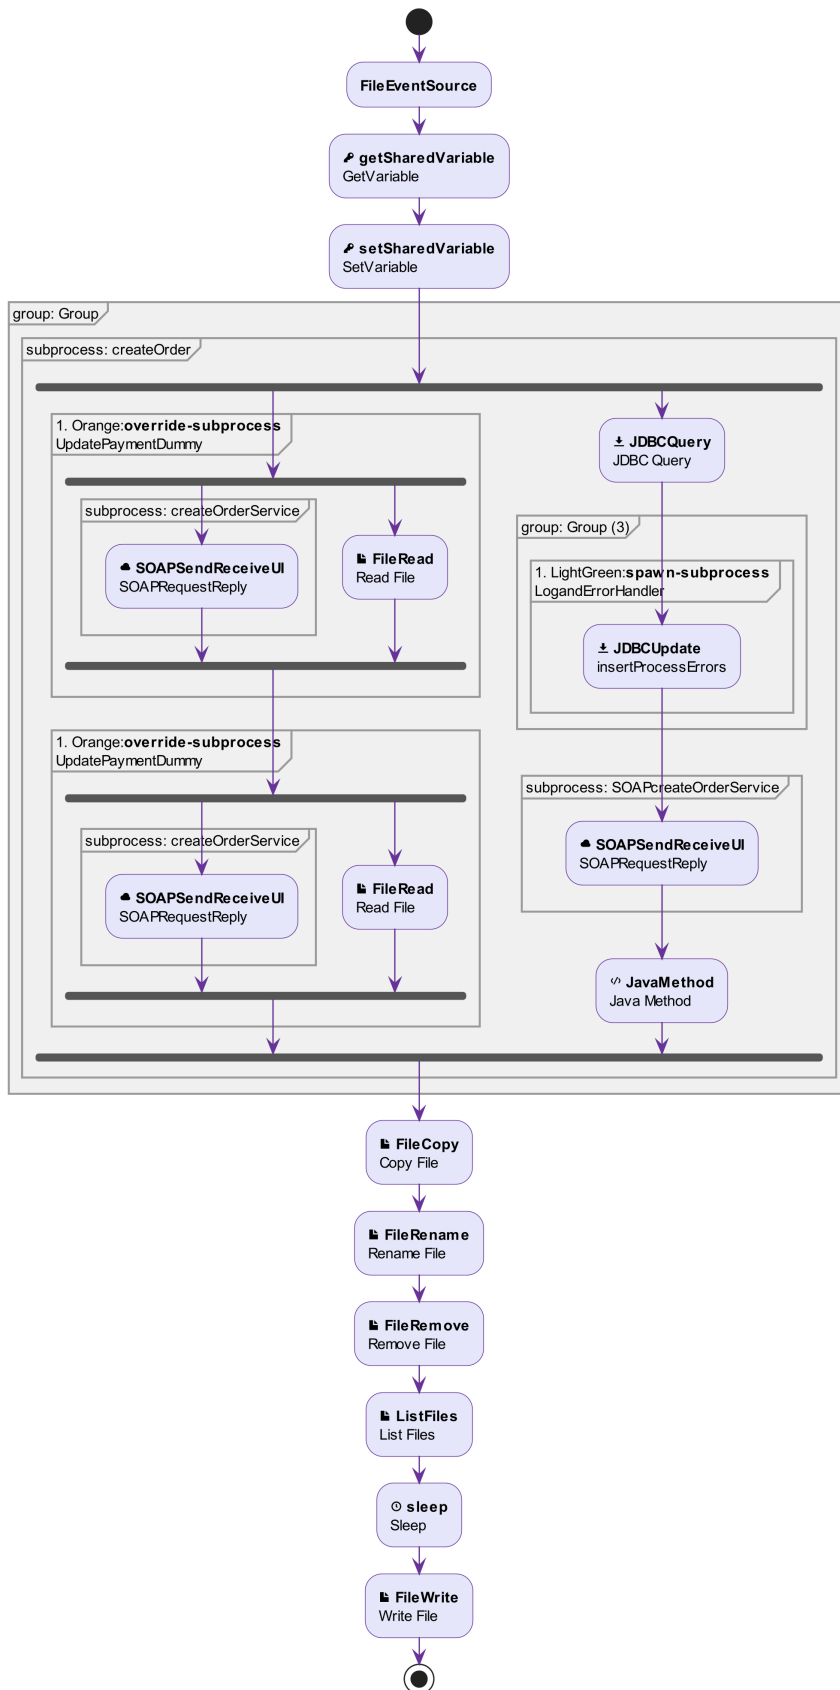 FileEventSource
getSharedVariable
GetVariable
setSharedVariable
SetVariable
group: Group
subprocess: createOrder
1. Orange:override-subprocess
UpdatePaymentDummy
subprocess: createOrderService
SOAPSendReceiveUI
SOAPRequestReply
FileRead
Read File
1. Orange:override-subprocess
UpdatePaymentDummy
subprocess: createOrderService
SOAPSendReceiveUI
SOAPRequestReply
FileRead
Read File
JDBCQuery
JDBC Query
group: Group (3)
1. LightGreen:spawn-subprocess
LogandErrorHandler
JDBCUpdate
insertProcessErrors
subprocess: SOAPcreateOrderService
SOAPSendReceiveUI
SOAPRequestReply
JavaMethod
Java Method
FileCopy
Copy File
FileRename
Rename File
FileRemove
Remove File
ListFiles
List Files
sleep
Sleep
FileWrite
Write File